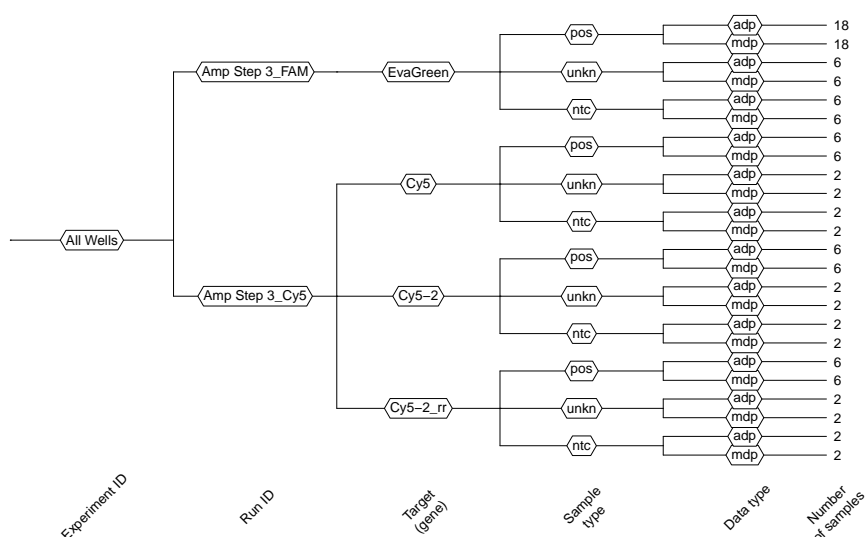 adp 18
pos
mdp 18
adp 6
Amp Step 3_FAM EvaGreen unkn
mdp 6
adp 6
ntc
mdp 6
adp 6
pos
mdp 6
adp 2
Cy5 unkn
mdp 2
adp 2
ntc
mdp 2
All Wells
adp 6
pos
mdp 6
adp 2
Amp Step 3_Cy5 Cy5−2 unkn
mdp 2
adp 2
ntc
mdp 2
adp 6
pos
mdp 6
adp 2
Cy5−2_rr unkn
mdp 2
adp 2
ntc
mdp 2
Experiment ID
Run ID
Target
(gene)
Sample
type
Data type
Number
of samples